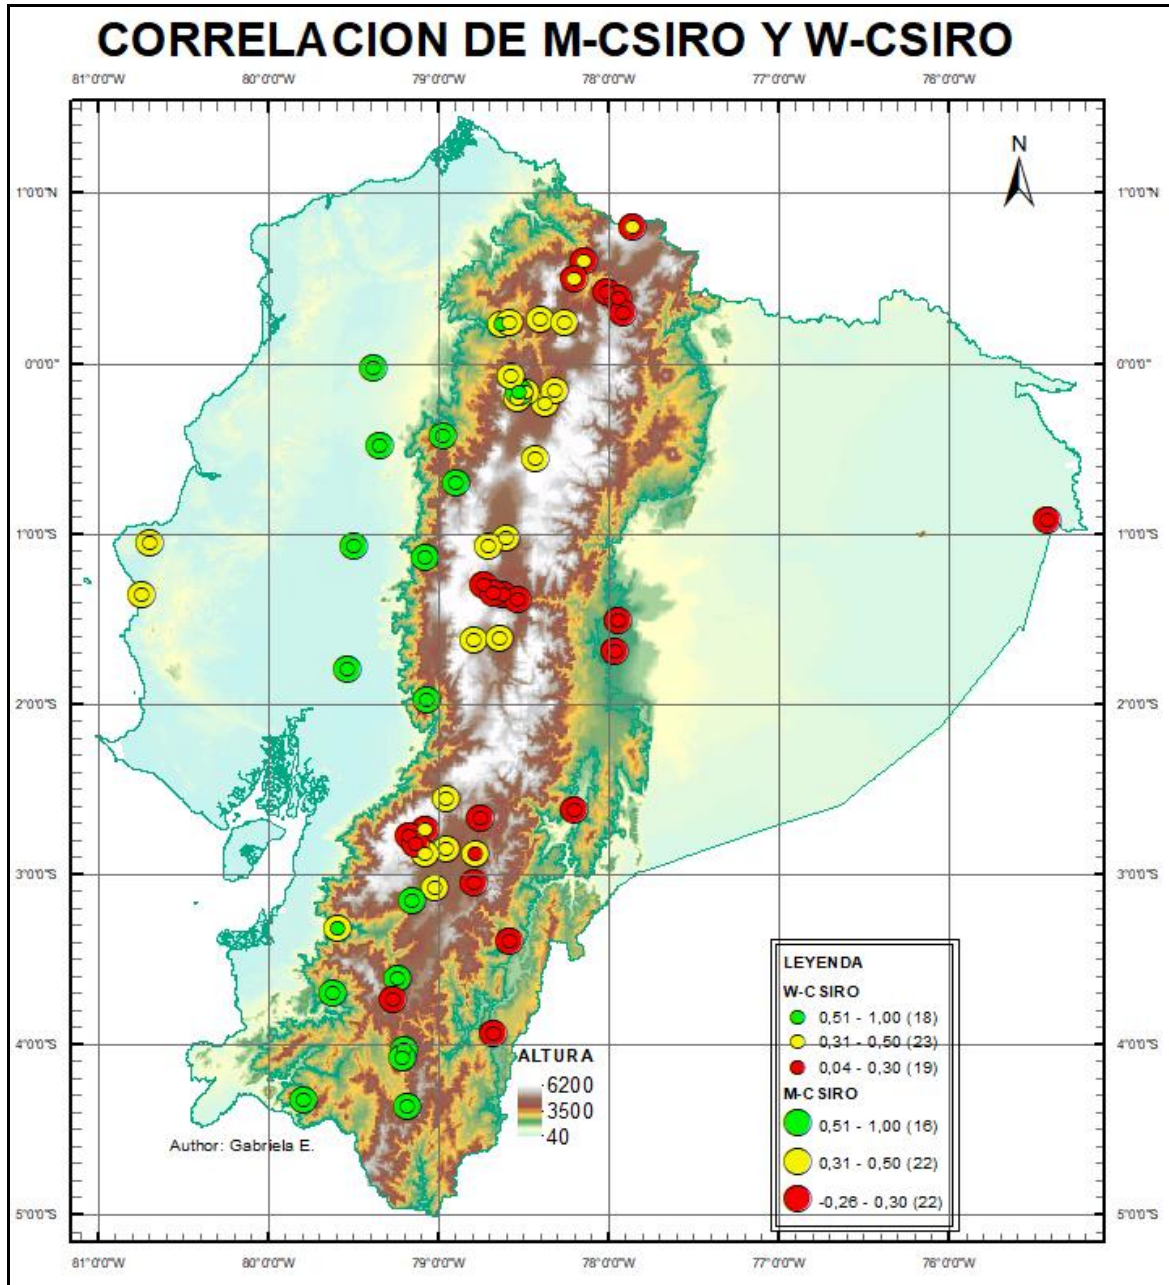 CORRELACION DE M-CSIRO Y W-CSIRO
81°0'0"W 80°0'0"W 79°0'0"W 78°0'0"W 77°0'0"W 76°0'0"W
N
1°0'0"N 1°0'0"N
0°0'0" 0°0'0"
1°0'0"S 1°0'0"S
2°0'0"S 2°0'0"S
3°0'0"S 3°0'0"S
4°0'0"S 4°0'0"S
5°0'0"S 5°0'0"S
LEYENDA
W-CSIRO
0,51 - 1,00 (18)
0,31 - 0,50 (23)
0,04 - 0,30 (19)
M-CSIRO
0,51 - 1,00 (16)
0,31 - 0,50 (22)
-0,26 - 0,30 (22)
ALTURA
6200
3500
40
Author: Gabriela E.
81°0'0"W 80°0'0"W 79°0'0"W 78°0'0"W 77°0'0"W 76°0'0"W